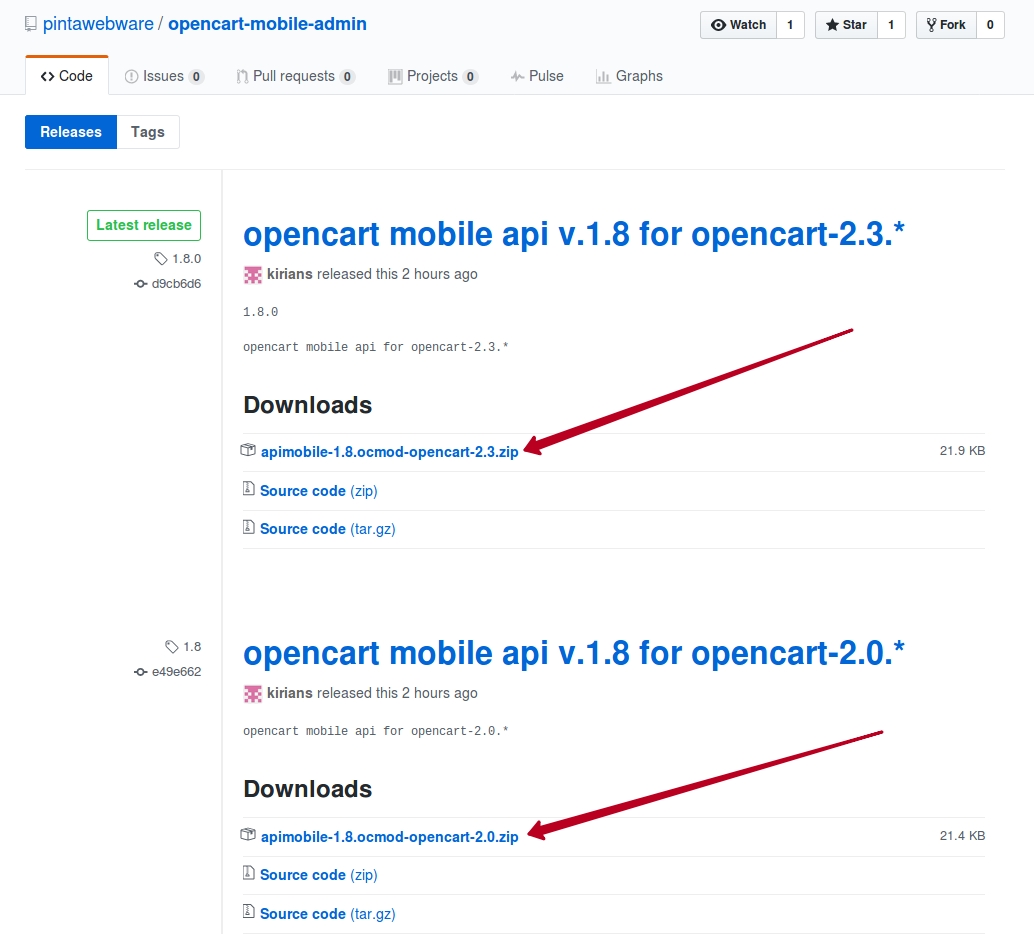 pintawebware / opencart-mobile-admin
Watch 1 Star 1 Fork 0
Code Issues 0 Pull requests 0 Projects 0 Pulse Graphs
Releases Tags
Latest release
1.8.0
d9cb6d6
opencart mobile api v.1.8 for opencart-2.3.*
kirians released this 2 hours ago
1.8.0
opencart mobile api for opencart-2.3.*
Downloads
apimobile-1.8.ocmod-opencart-2.3.zip 21.9 KB
Source code (zip)
Source code (tar.gz)
1.8
e49e662
opencart mobile api v.1.8 for opencart-2.0.*
kirians released this 2 hours ago
opencart mobile api for opencart-2.0.*
Downloads
apimobile-1.8.ocmod-opencart-2.0.zip 21.4 KB
Source code (zip)
Source code (tar.gz)